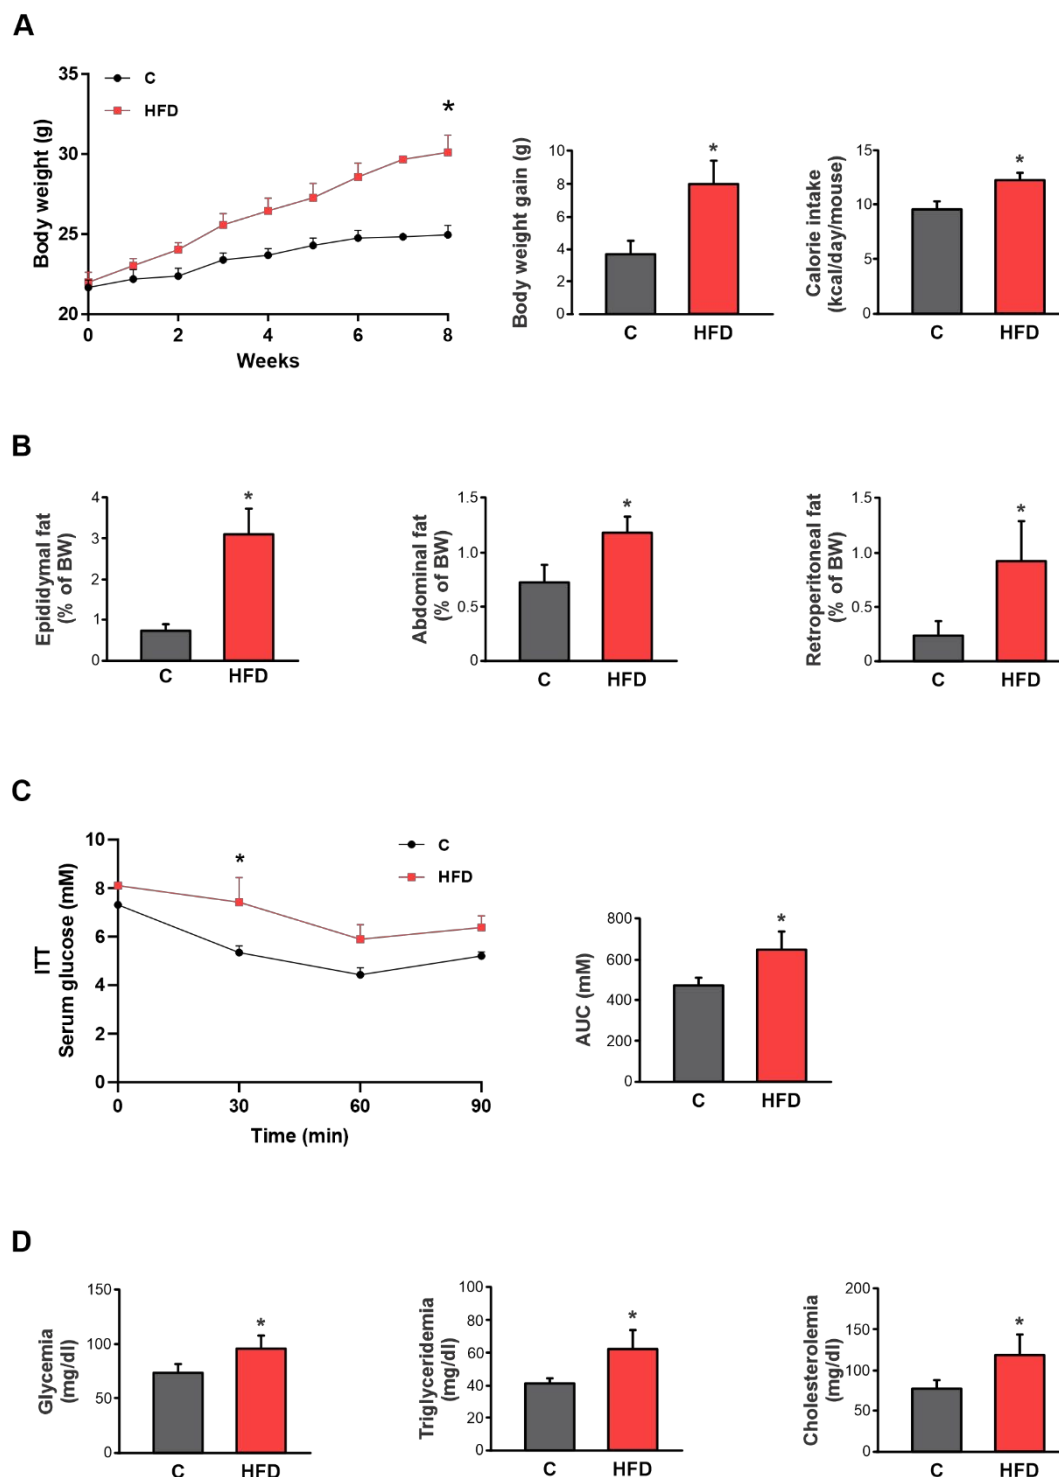 A
C
HFD
*
35
30
25
20
Body weight (g)
0 2 4 6 8
Weeks
10
8
6
4
2
0
Body weight gain (g)
*
C HFD
15
10
5
0
Calorie intake
(kcal/day/mouse)
*
C HFD
B
4
3
2
1
0
Epididymal fat
(% of BW)
*
C HFD
1.5
1.0
0.5
0
Abdominal fat
(% of BW)
*
C HFD
1.5
1.0
0.5
0
Retroperitoneal fat
(% of BW)
*
C HFD
C
10
8
6
4
2
0
ITT
Serum glucose (mM)
*
C
HFD
0 30 60 90
Time (min)
800
600
400
200
0
AUC (mM)
*
C HFD
D
150
100
50
0
Glycemia
(mg/dl)
*
C HFD
100
80
60
40
20
0
Triglyceridemia
(mg/dl)
*
C HFD
200
150
100
50
0
Cholesterolemia
(mg/dl)
*
C HFD